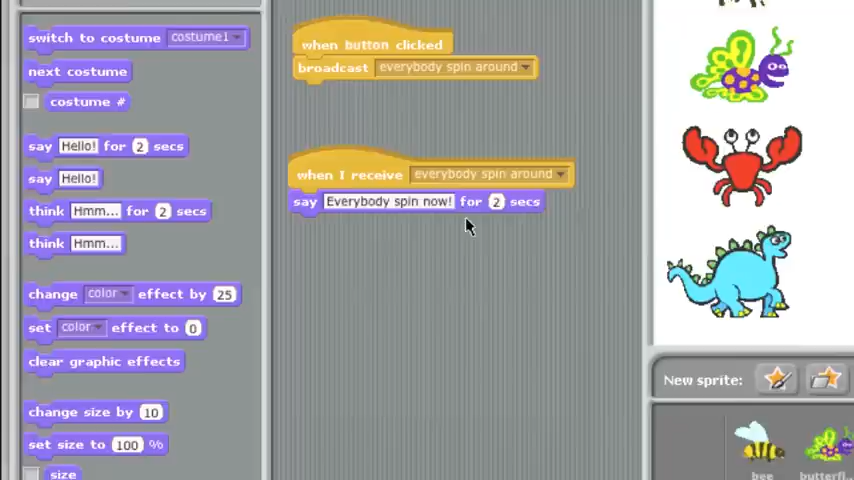 switch to costume costume1
next costume
costume #
say Hello! for 2 secs
say Hello!
think Hmm... for 2 secs
think Hmm...
change color effect by 25
set color effect to 0
clear graphic effects
change size by 10
set size to 100 %
size
when button clicked
broadcast everybody spin around
when I receive everybody spin around
say Everybody spin now! for 2 secs
New sprite:
bee
butterfl...